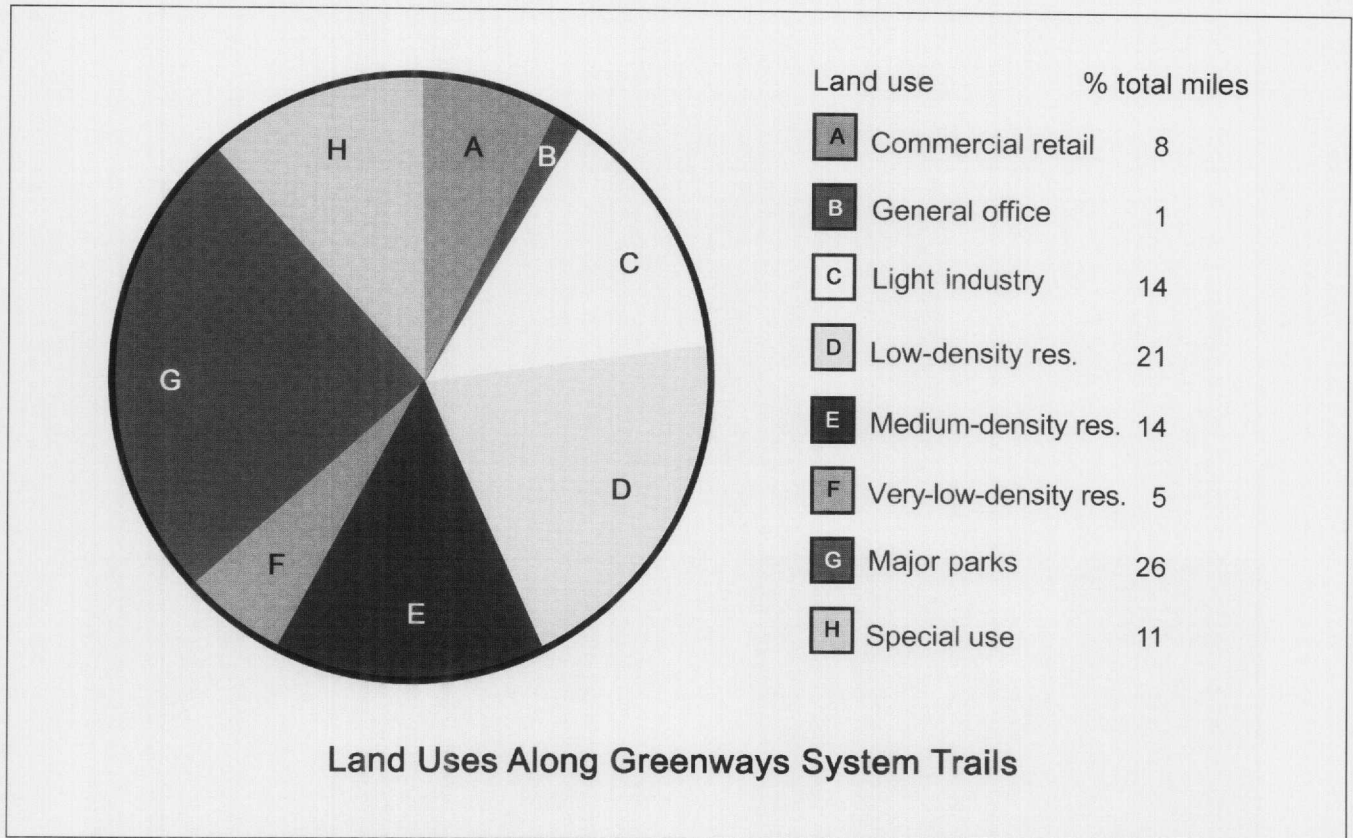 H
A
B
C
G
D
F
E
Land use % total miles
A Commercial retail 8
B General office 1
C Light industry 14
D Low-density res. 21
E Medium-density res. 14
F Very-low-density res. 5
G Major parks 26
H Special use 11
Land Uses Along Greenways System Trails